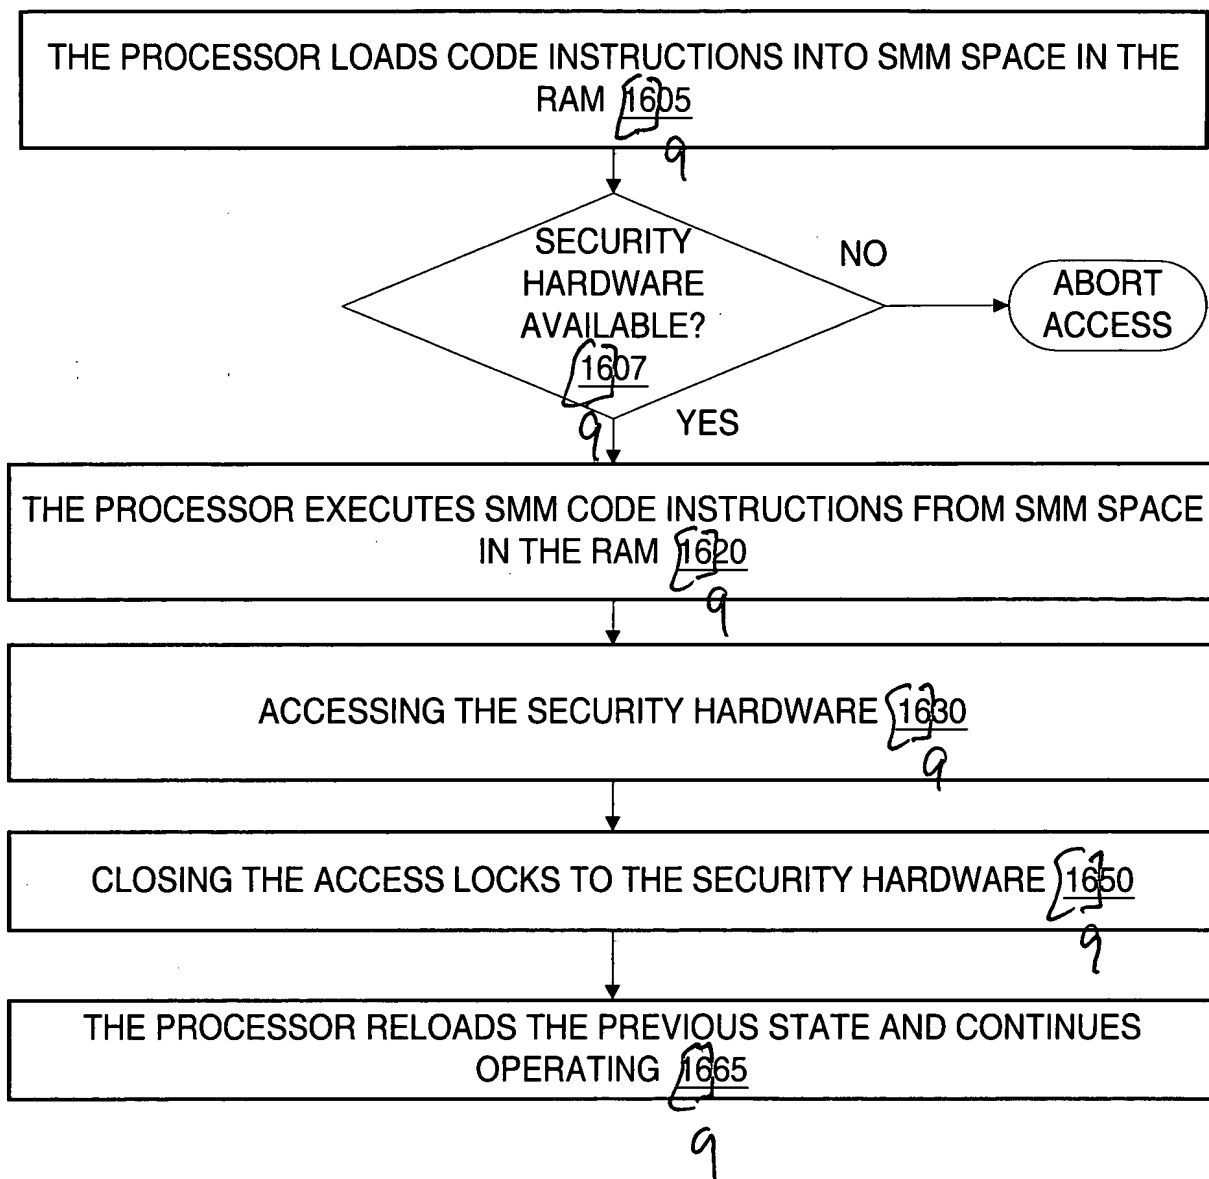 THE PROCESSOR LOADS CODE INSTRUCTIONS INTO SMM SPACE IN THE
RAM 1605
9
SECURITY
HARDWARE
AVAILABLE?
1607
9
NO
ABORT
ACCESS
YES
THE PROCESSOR EXECUTES SMM CODE INSTRUCTIONS FROM SMM SPACE
IN THE RAM 1620
9
ACCESSING THE SECURITY HARDWARE 1630
9
CLOSING THE ACCESS LOCKS TO THE SECURITY HARDWARE 1650
9
THE PROCESSOR RELOADS THE PREVIOUS STATE AND CONTINUES
OPERATING 1665
9